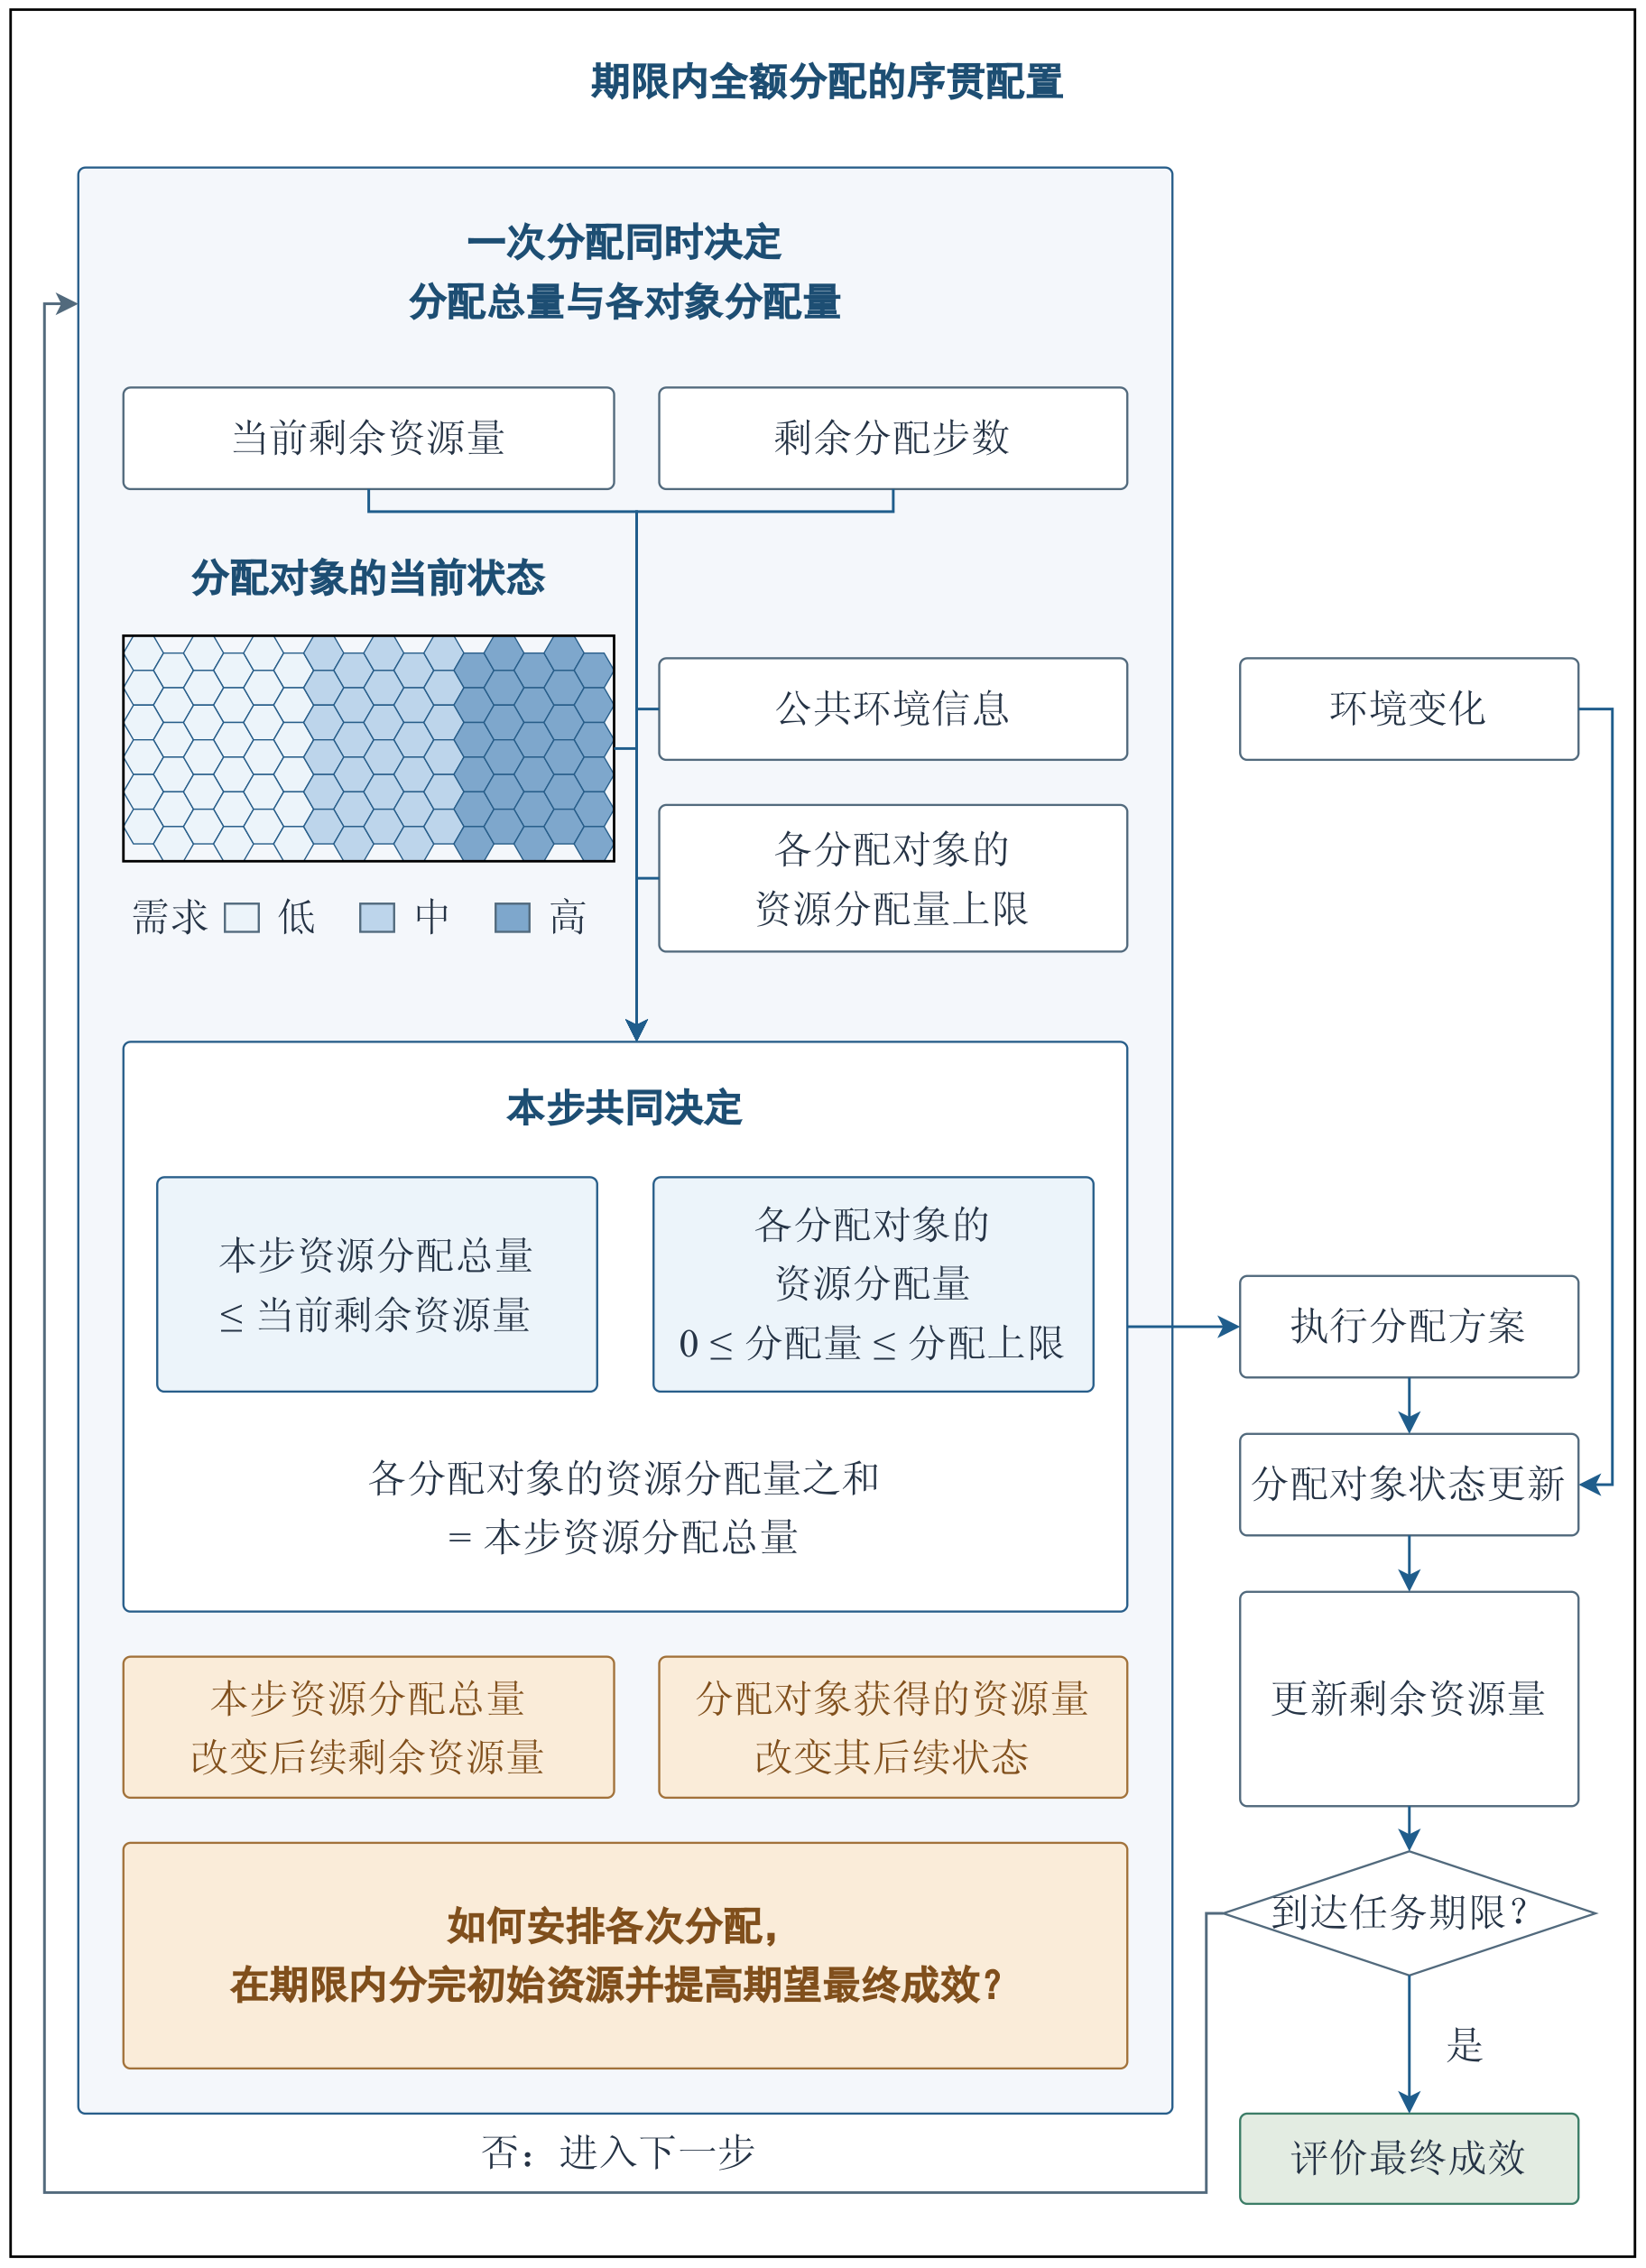 期限内全额分配的序贯配置
一次分配同时决定
分配总量与各对象分配量
当前剩余资源量
剩余分配步数
分配对象的当前状态
公共环境信息
环境变化
各分配对象的
资源分配量上限
需求 低 中 高
本步共同决定
本步资源分配总量
≤ 当前剩余资源量
各分配对象的
资源分配量
0 ≤ 分配量 ≤ 分配上限
各分配对象的资源分配量之和
= 本步资源分配总量
执行分配方案
分配对象状态更新
更新剩余资源量
本步资源分配总量
改变后续剩余资源量
分配对象获得的资源量
改变其后续状态
如何安排各次分配，
在期限内分完初始资源并提高期望最终成效？
到达任务期限？
是
否：进入下一步
评价最终成效